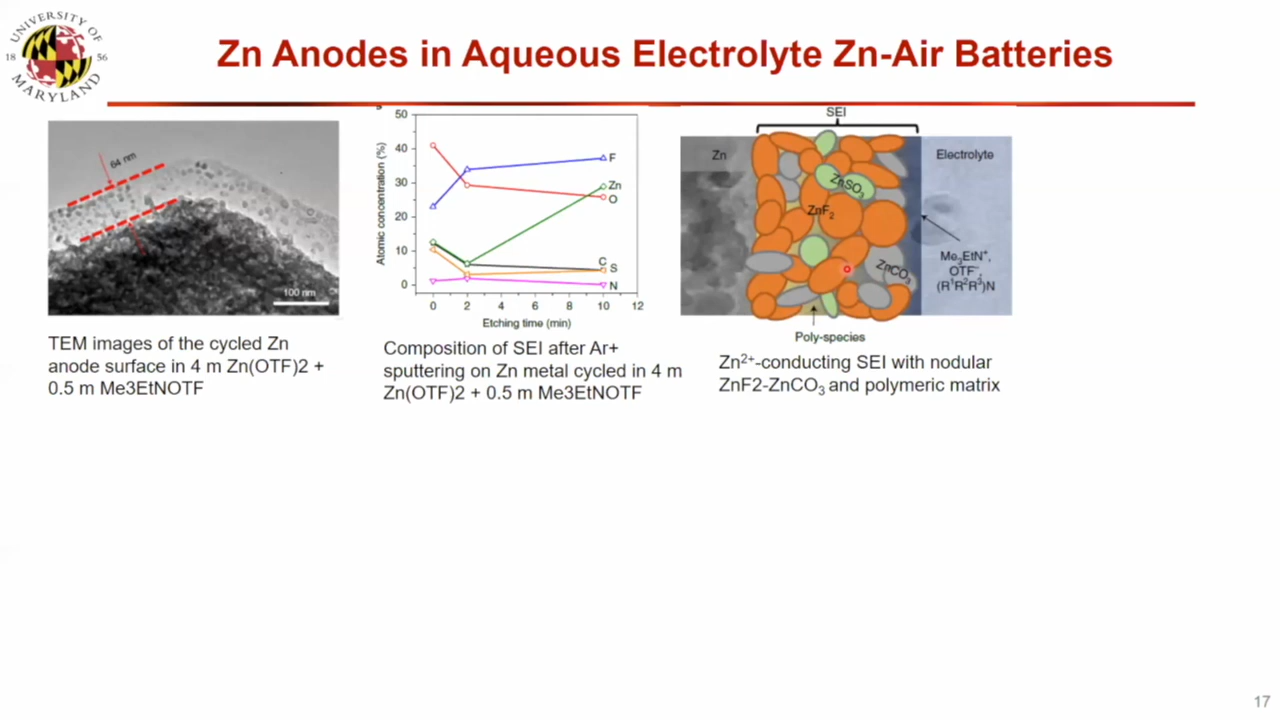 UNIVERSITY OF
18 56
MARYLAND
Zn Anodes in Aqueous Electrolyte Zn-Air Batteries
64 nm
100 nm
TEM images of the cycled Zn
anode surface in 4 m Zn(OTF)2 +
0.5 m Me3EtNOTF
50
40
30
20
10
0
Atomic concentration (%)
F
Zn
O
C
S
N
0 2 4 6 8 10 12
Etching time (min)
Composition of SEI after Ar+
sputtering on Zn metal cycled in 4 m
Zn(OTF)2 + 0.5 m Me3EtNOTF
SEI
Zn
Electrolyte
ZnSO₃
ZnF₂
ZnCO₃
Me₃EtN⁺,
OTF⁻,
(R¹R²R³)N
Poly-species
Zn²⁺-conducting SEI with nodular
ZnF2-ZnCO₃ and polymeric matrix
17